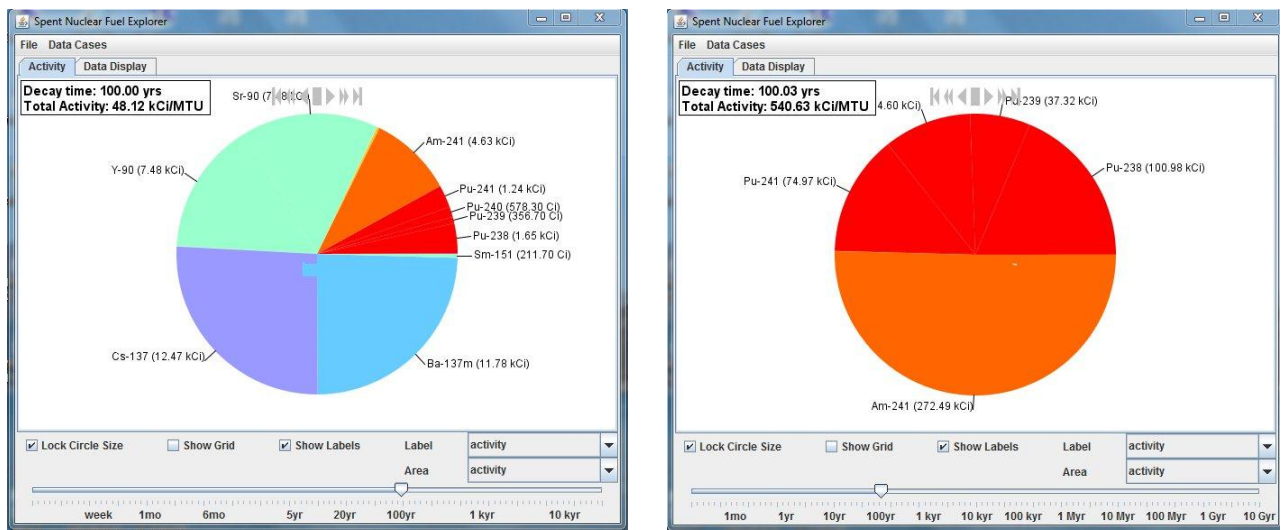 Spent Nuclear Fuel Explorer
File Data Cases
Activity Data Display
Decay time: 100.00 yrs
Total Activity: 48.12 kCi/MTU
Sr-90
Am-241 (4.63 kCi)
Y-90 (7.48 kCi)
Pu-241 (1.24 kCi)
Pu-240 (578.30 Ci)
Pu-239 (356.70 Ci)
Pu-238 (1.65 kCi)
Sm-151 (211.70 Ci)
Cs-137 (12.47 kCi)
Ba-137m (11.78 kCi)
Lock Circle Size Show Grid Show Labels Label activity
Area activity
week 1mo 6mo 5yr 20yr 100yr 1 kyr 10 kyr
Spent Nuclear Fuel Explorer
File Data Cases
Activity Data Display
Decay time: 100.03 yrs
Total Activity: 540.63 kCi/MTU
4.60 kCi)
Pu-239 (37.32 kCi)
Pu-241 (74.97 kCi)
Pu-238 (100.98 kCi)
Am-241 (272.49 kCi)
Lock Circle Size Show Grid Show Labels Label activity
Area activity
1mo 1yr 10yr 100yr 1 kyr 10 kyr 100 kyr 1 Myr 10 Myr 100 Myr 1 Gyr 10 Gyr